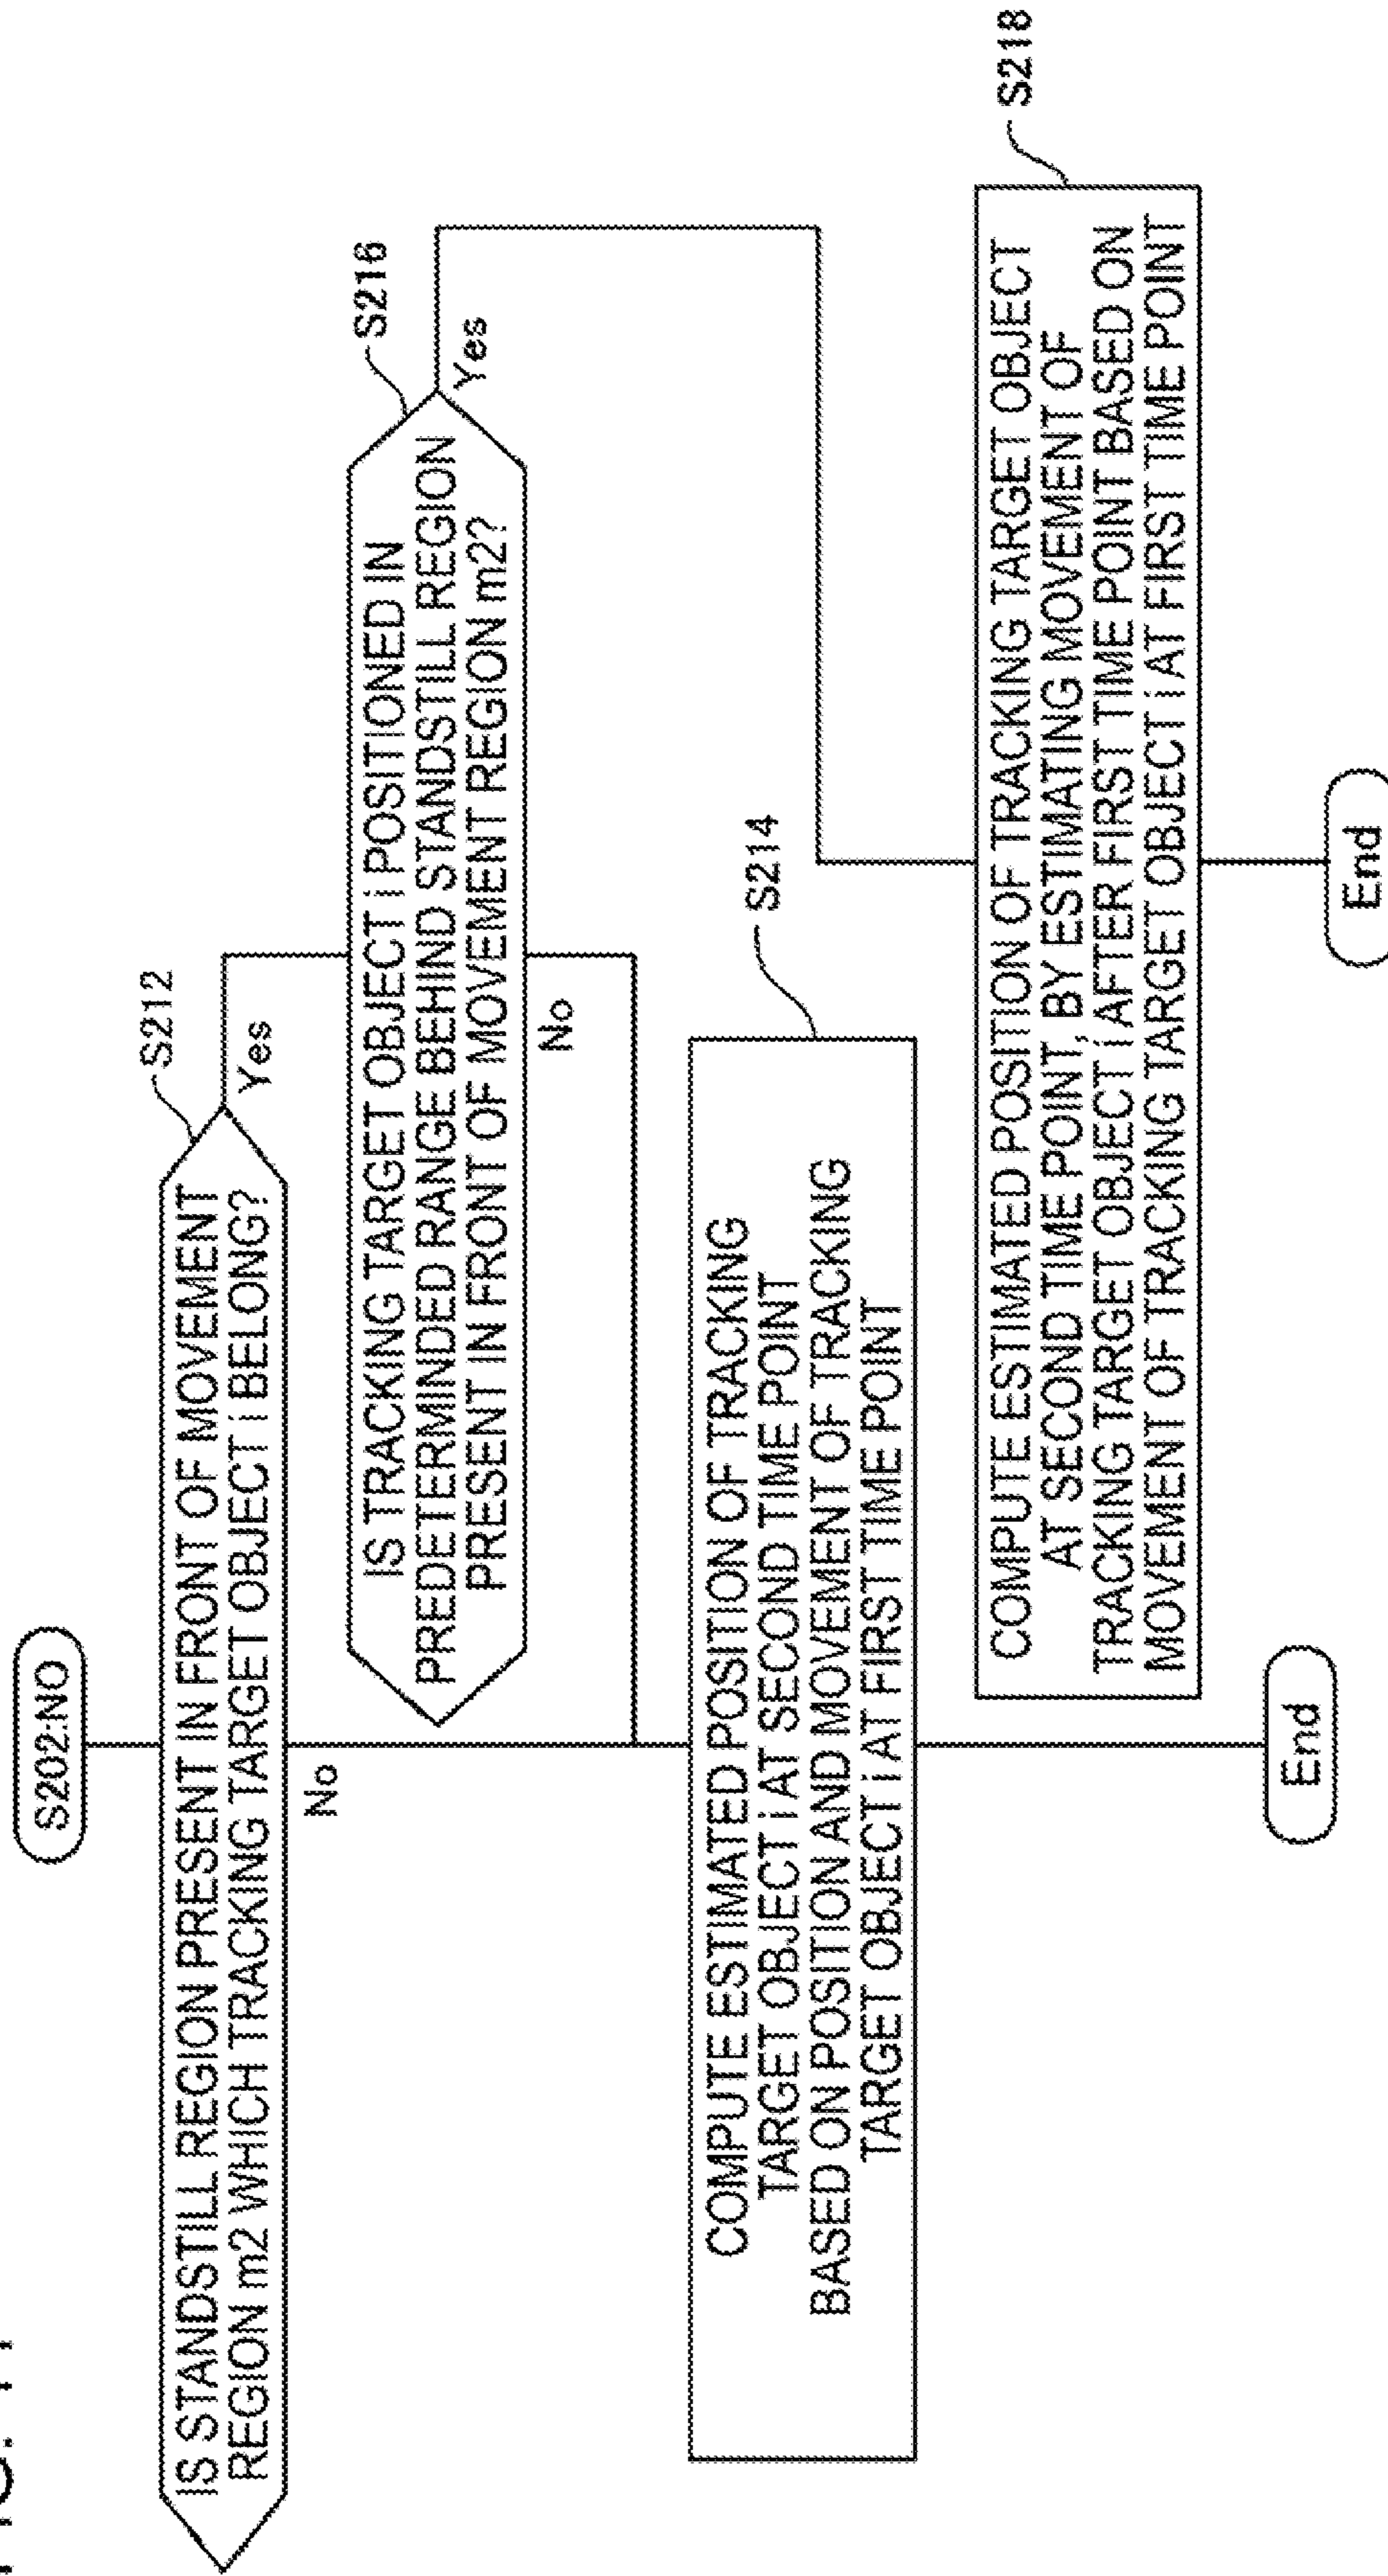 S202:NO
IS STANDSTILL REGION PRESENT IN FRONT OF MOVEMENT
REGION m2 WHICH TRACKING TARGET OBJECT i BELONG?
S212
Yes
No
IS TRACKING TARGET OBJECT i POSITIONED IN
PREDETERMINDED RANGE BEHIND STANDSTILL REGION
PRESENT IN FRONT OF MOVEMENT REGION m2?
S216
Yes
No
COMPUTE ESTIMATED POSITION OF TRACKING
TARGET OBJECT i AT SECOND TIME POINT
BASED ON POSITION AND MOVEMENT OF TRACKING
TARGET OBJECT i AT FIRST TIME POINT
S214
COMPUTE ESTIMATED POSITION OF TRACKING TARGET OBJECT
AT SECOND TIME POINT, BY ESTIMATING MOVEMENT OF
TRACKING TARGET OBJECT i AFTER FIRST TIME POINT BASED ON
MOVEMENT OF TRACKING TARGET OBJECT i AT FIRST TIME POINT
S218
End
End